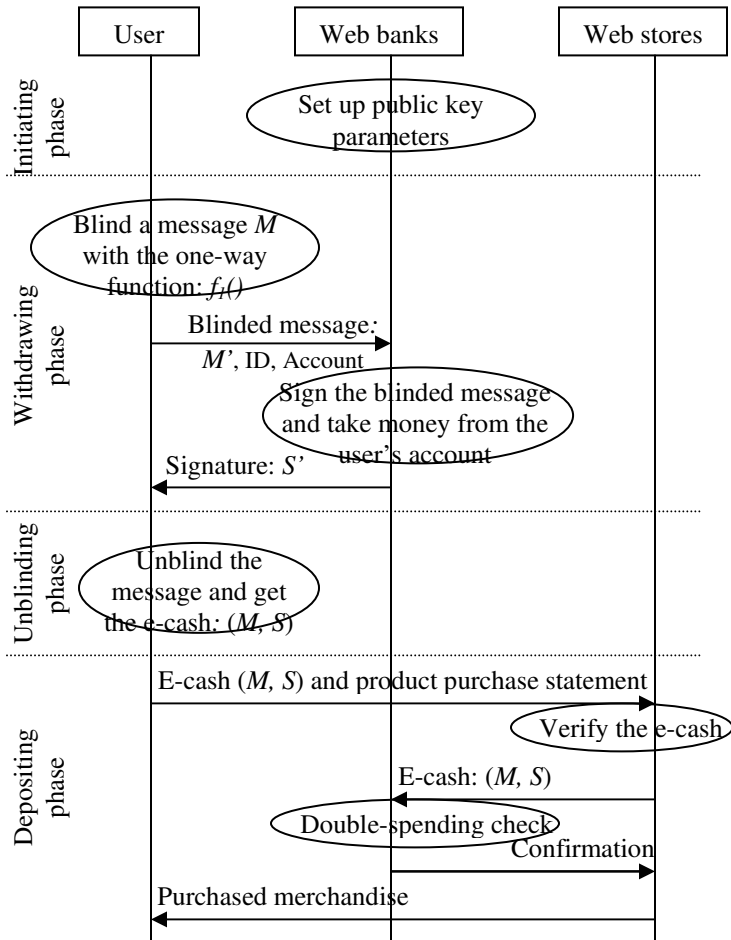 User
Web banks
Web stores
Initiating
phase
Set up public key
parameters
Withdrawing
phase
Blind a message M
with the one-way
function: f1()
Blinded message:
M’, ID, Account
Sign the blinded message
and take money from the
user’s account
Signature: S’
Unblinding
phase
Unblind the
message and get
the e-cash: (M, S)
Depositing
phase
E-cash (M, S) and product purchase statement
Verify the e-cash
E-cash: (M, S)
Double-spending check
Confirmation
Purchased merchandise